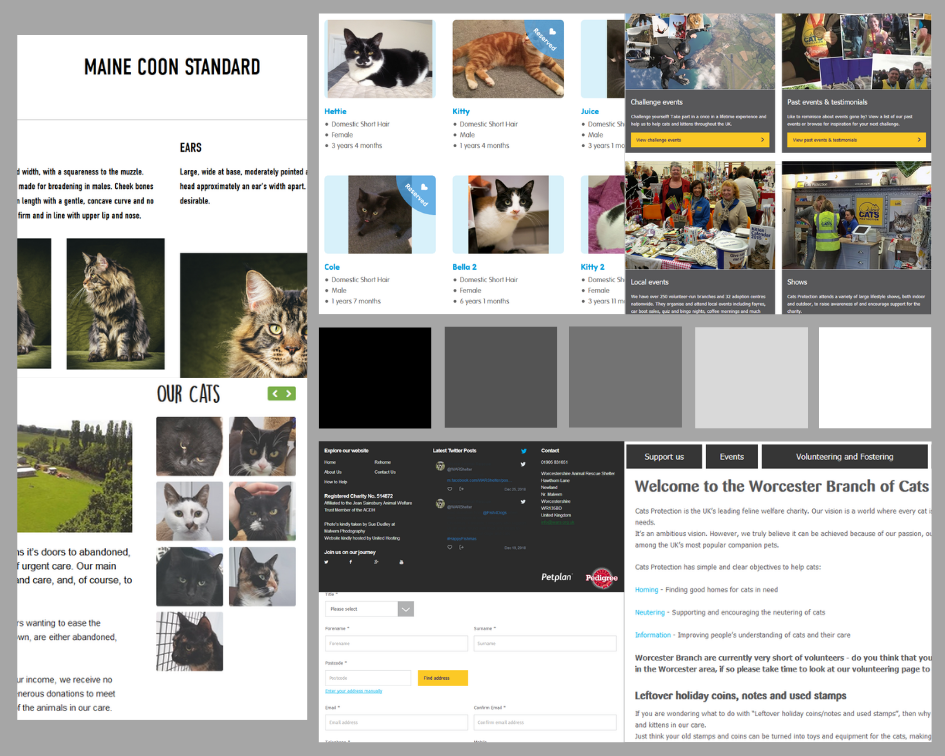 MAINE COON STANDARD
EARS
d width, with a squareness to the muzzle.
made for broadening in males. Cheek bones
n length with a gentle, concave curve and no
firm and in line with upper lip and nose.
Large, wide at base, moderately pointed
head approximately an ear's width apart.
desirable.
OUR CATS
as it's doors to abandoned,
f urgent care. Our main
and care, and, of course, to
rs wanting to ease the
own, are either abandoned,
ur income, we receive no
enerous donations to meet
f the animals in our care.
Reserved
Hettie
Domestic Short Hair
Female
3 years 4 months
Kitty
Domestic Short Hair
Male
1 years 4 months
Juice
Domestic Sh
Male
3 years 1 mo
Reserved
Cole
Domestic Short Hair
Male
1 years 7 months
Bella 2
Domestic Short Hair
Female
6 years 1 months
Kitty 2
Domestic Sh
Female
3 years 11 m
Challenge events
Challenge yourself! Take part in a once in a lifetime experience and
help us to help cats and kittens throughout the UK.
View challenge events
Past events & testimonials
Like to reminisce about events gone by? View a list of our past
events or browse for inspiration for your next challenge.
View past events & testimonials
Local events
We have over 250 volunteer-run branches and 32 adoption centres
nationwide. They organise and attend local events including fayres,
car boot sales, quiz and bingo nights, coffee mornings and much
CATS
Shows
Cats Protection attends a variety of large lifestyle shows, both indoor
and outdoor, to raise awareness of and encourage support for the
charity.
Explore our website
Home
Rehome
About Us
Contact Us
How to Help
Registered Charity No. 514872
Affiliated to the Jean Sainsbury Animal Welfare
Trust Member of the ACDH
Photo's kindly taken by Sue Dudley at
Malvern Photography
Website kindly hosted by United Hosting
Join us on our journey
Latest Twitter Posts
Contact
01905 831651
Worcestershire Animal Rescue Shelter
Hawthorn Lane
Newland
Nr. Malvern
Worcestershire
WR13 5BD
United Kingdom
Petplan
Pedigree
Title *
Please select
Forename *
Forename
Surname *
Surname
Postcode *
Postcode
Find address
Enter your address manually
Email *
Email address
Confirm Email *
Confirm email address
Support us
Events
Volunteering and Fostering
Welcome to the Worcester Branch of Cats
Cats Protection is the UK's leading feline welfare charity. Our vision is a world where every cat
needs.
It's an ambitious vision. However, we truly believe it can be achieved because of our passion, ou
among the UK's most popular companion pets.
Cats Protection has simple and clear objectives to help cats:
Homing - Finding good homes for cats in need
Neutering - Supporting and encouraging the neutering of cats
Information - Improving people's understanding of cats and their care
Worcester Branch are currently very short of volunteers - do you think that you
in the Worcester area, if so please take time to look at our volunteering page to
Leftover holiday coins, notes and used stamps
If you are wondering what to do with "Leftover holiday coins/notes and used stamps", then why
and kittens in our care.
Just think your old stamps and coins can be turned into toys and equipment for the cats, making